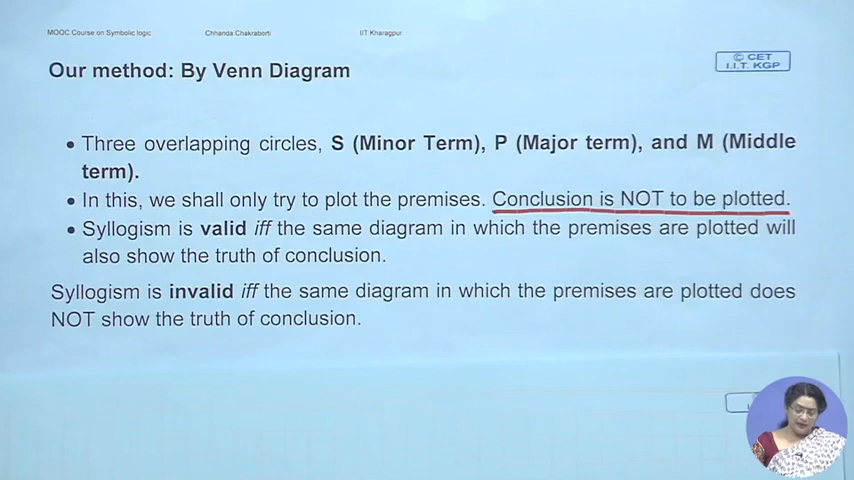 MOOC Course on Symbolic logic Chhanda Chakraborti IIT Kharagpur
© CET
I.I.T. KGP
Our method: By Venn Diagram
• Three overlapping circles, S (Minor Term), P (Major term), and M (Middle
term).
• In this, we shall only try to plot the premises. Conclusion is NOT to be plotted.
• Syllogism is valid iff the same diagram in which the premises are plotted will
also show the truth of conclusion.
Syllogism is invalid iff the same diagram in which the premises are plotted does
NOT show the truth of conclusion.